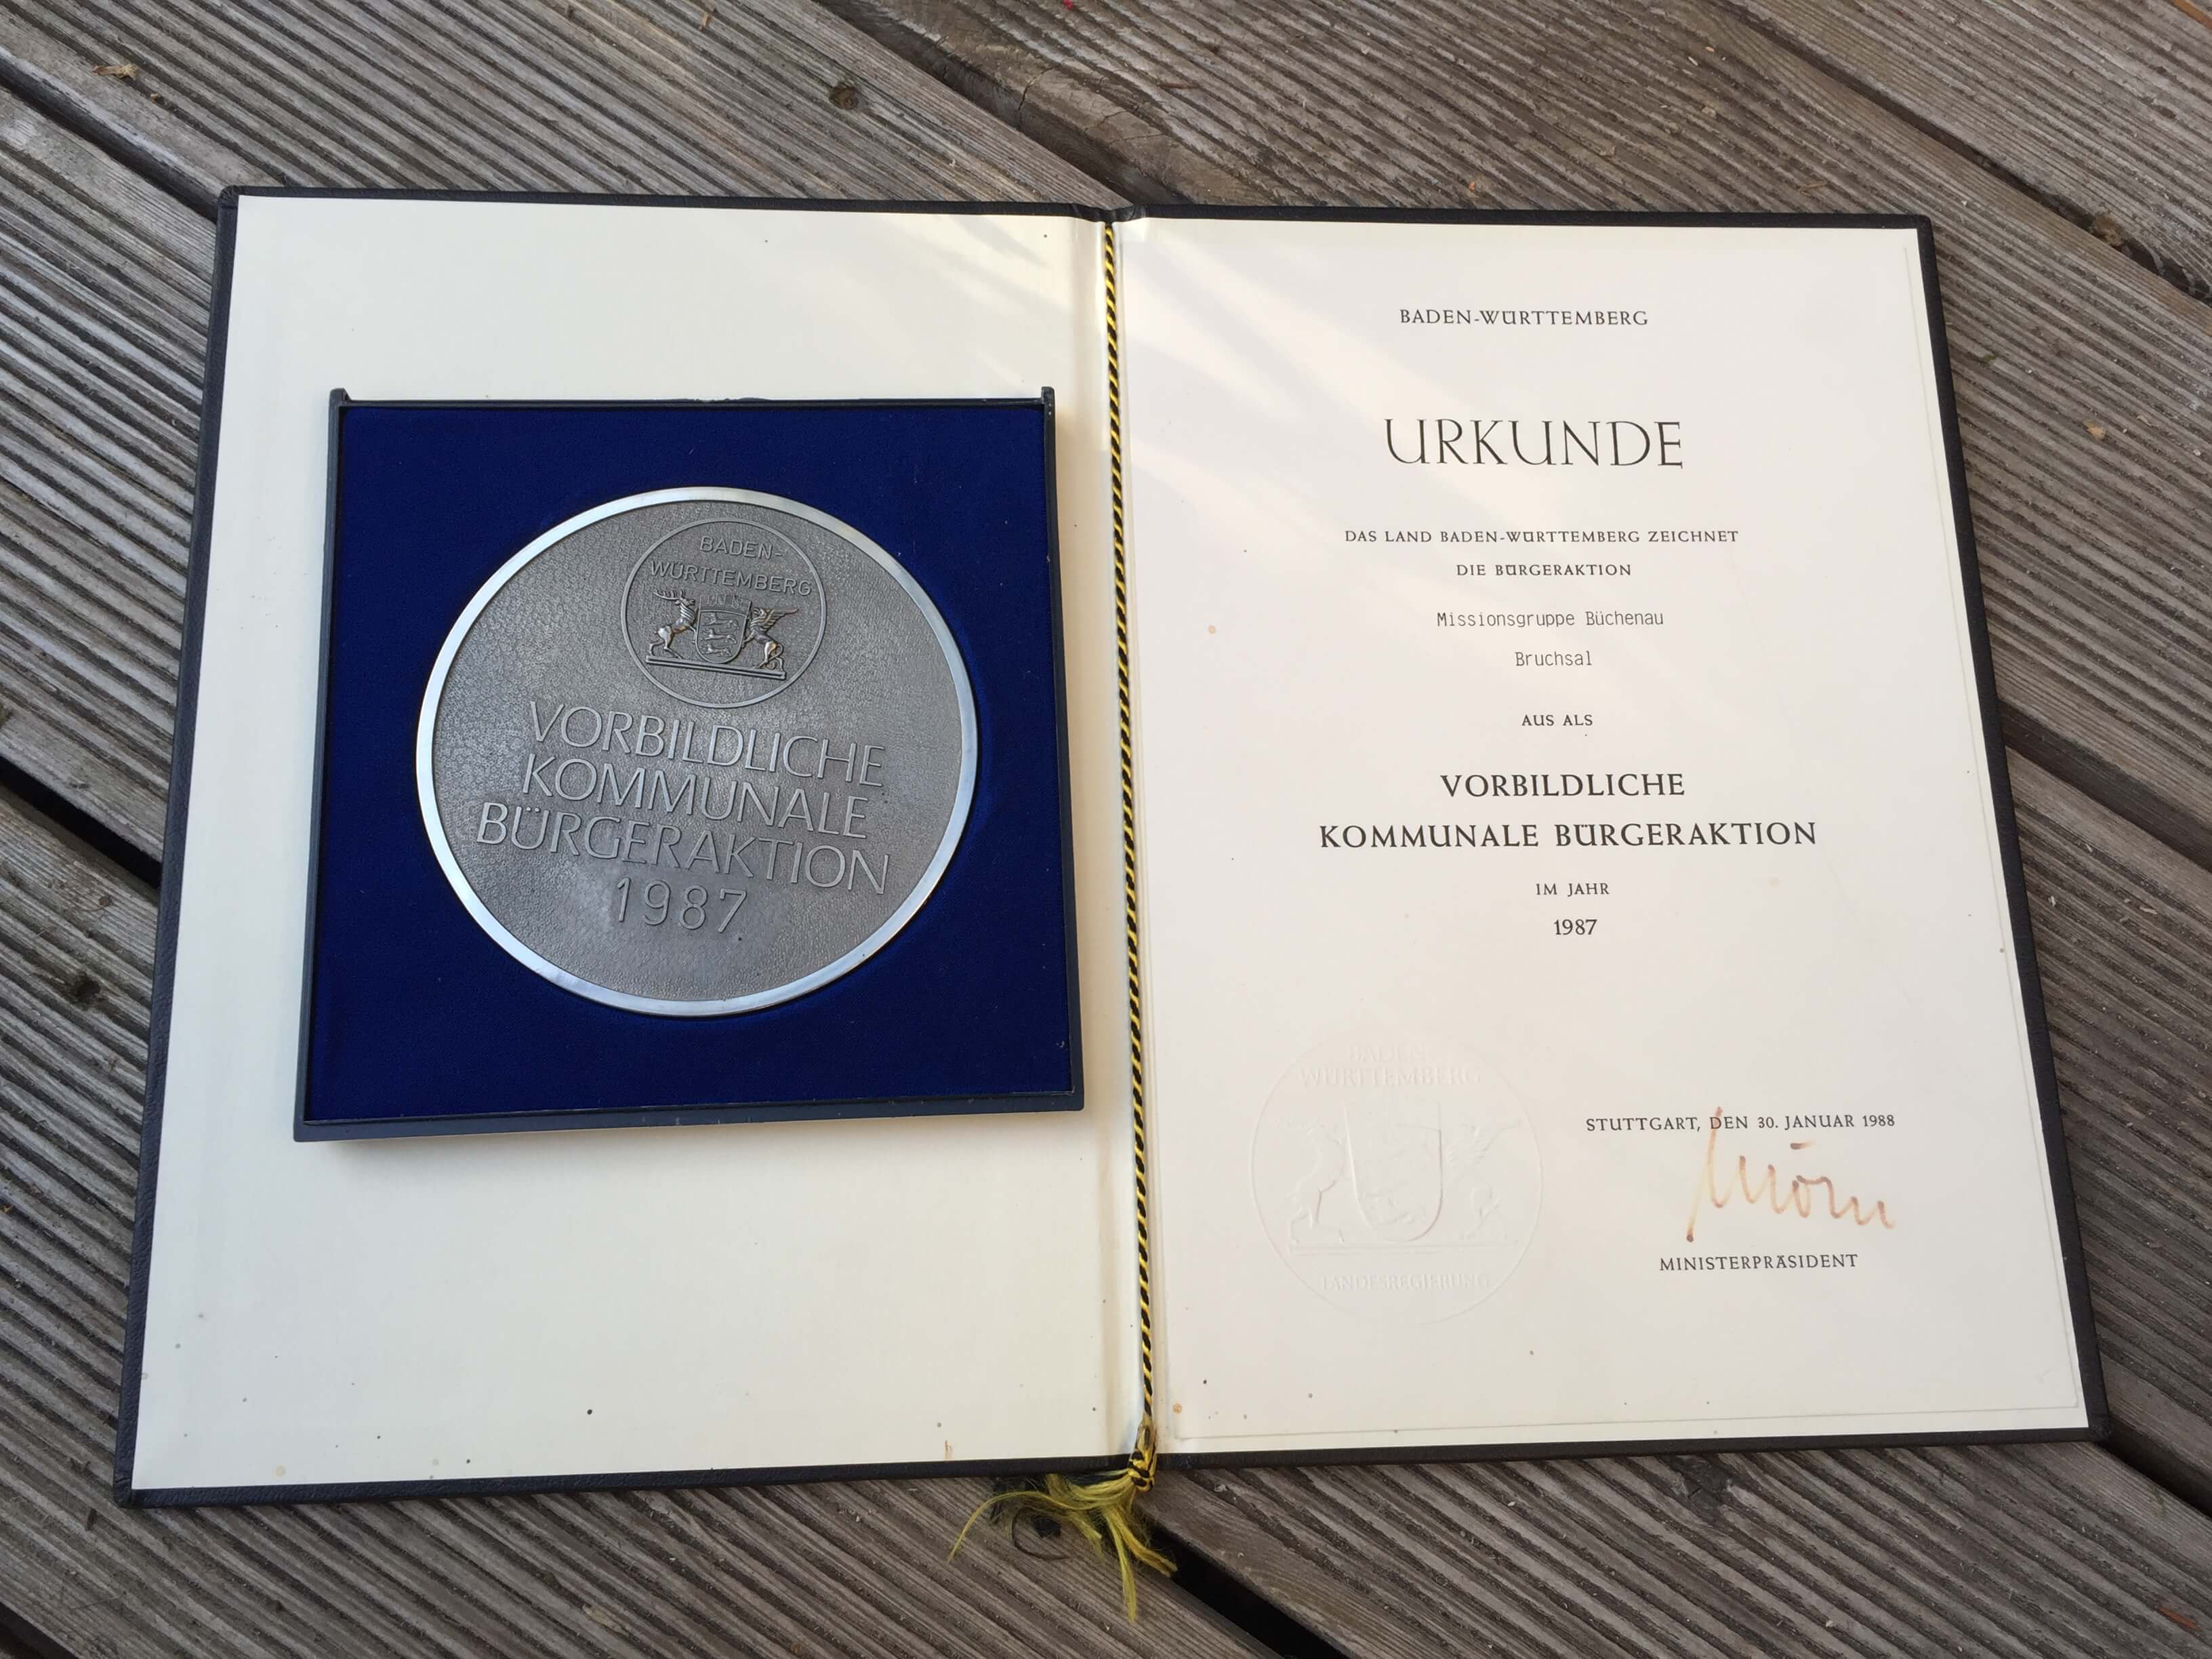 BADEN-
WÜRTTEMBERG
VORBILDLICHE
KOMMUNALE
BÜRGERAKTION
1987
BADEN-WÜRTTEMBERG
URKUNDE
DAS LAND BADEN-WÜRTTEMBERG ZEICHNET
DIE BÜRGERAKTION
Missionsgruppe Büchenau
Bruchsal
AUS ALS
VORBILDLICHE
KOMMUNALE BÜRGERAKTION
IM JAHR
1987
BADEN
WÜRTTEMBERG
LANDESREGIERUNG
STUTTGART, DEN 30. JANUAR 1988
MINISTERPRÄSIDENT